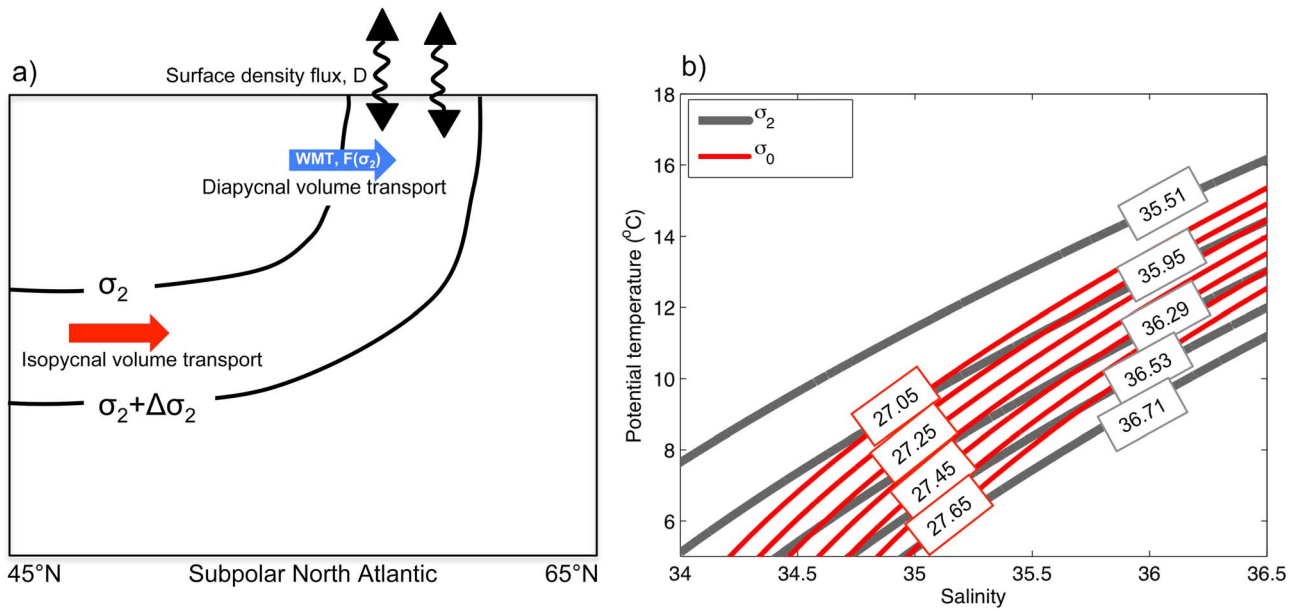 a)
Surface density flux, D
WMT, F(σ₂)
Diapycnal volume transport
σ₂
Isopycnal volume transport
σ₂+Δσ₂
45°N
Subpolar North Atlantic
65°N
b)
σ₂
σ₀
18
16
14
12
10
8
6
Potential temperature (°C)
35.51
35.95
36.29
36.53
36.71
27.05
27.25
27.45
27.65
34
34.5
35
35.5
36
36.5
Salinity